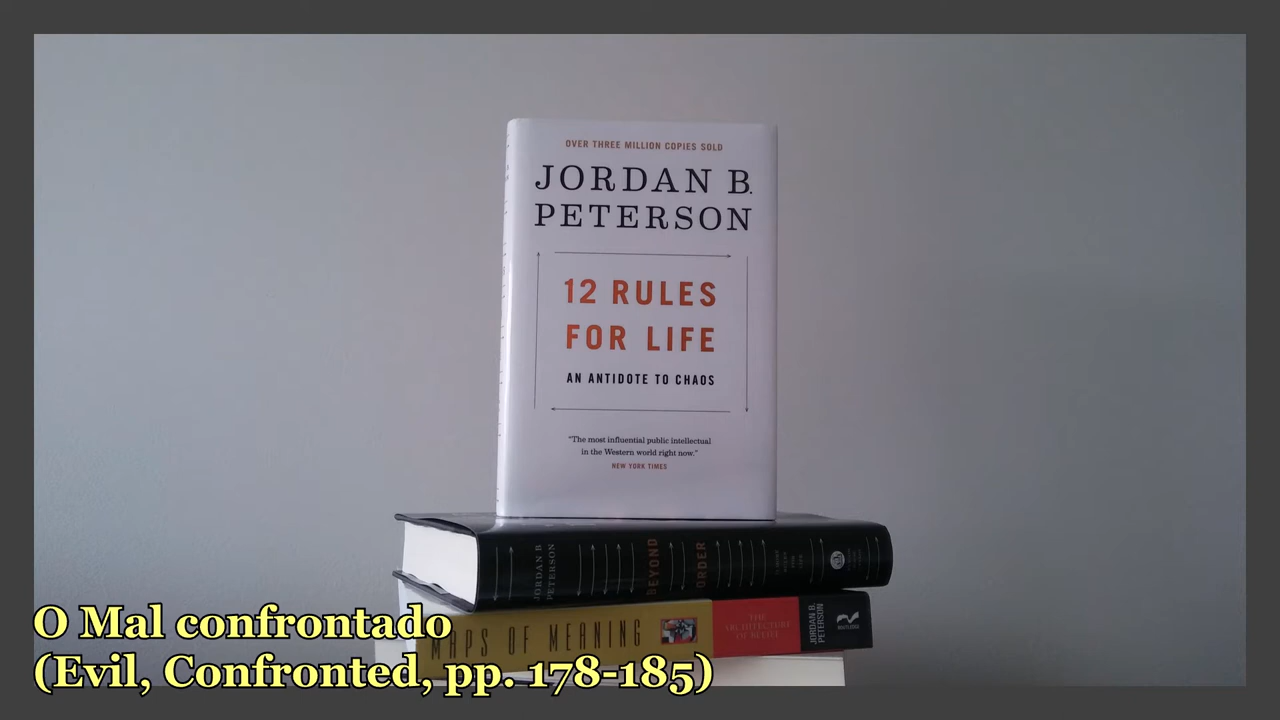 OVER THREE MILLION COPIES SOLD
JORDAN B.
PETERSON
12 RULES
FOR LIFE
AN ANTIDOTE TO CHAOS
"The most influential public intellectual
in the Western world right now."
NEW YORK TIMES
JORDAN B
PETERSON
BEYOND
ORDER
MAPS OF MEANING
THE
ARCHITECTURE
OF BELIEF
JORDAN B.
PETERSON
ROUTLEDGE
O Mal confrontado
(Evil, Confronted, pp. 178-185)